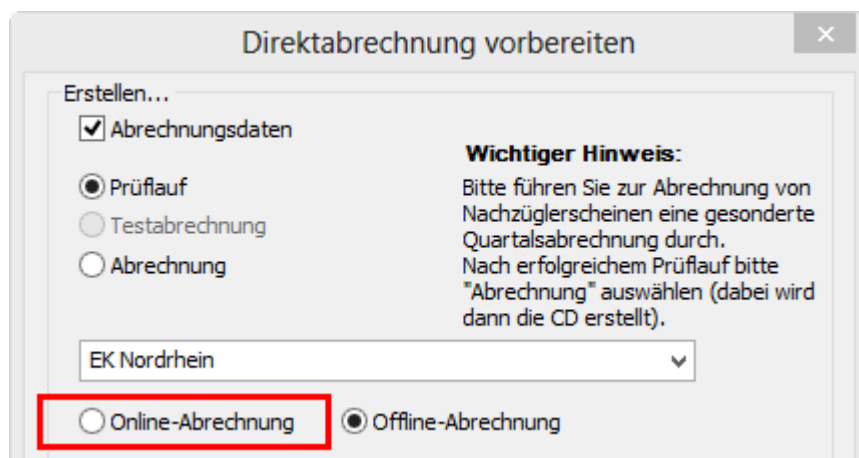 Direktabrechnung vorbereiten
Erstellen...
Abrechnungsdaten
Prüflauf
Testabrechnung
Abrechnung
Wichtiger Hinweis:
Bitte führen Sie zur Abrechnung von
Nachzüglerscheinen eine gesonderte
Quartalsabrechnung durch.
Nach erfolgreichem Prüflauf bitte
"Abrechnung" auswählen (dabei wird
dann die CD erstellt).
EK Nordrhein
Online-Abrechnung
Offline-Abrechnung